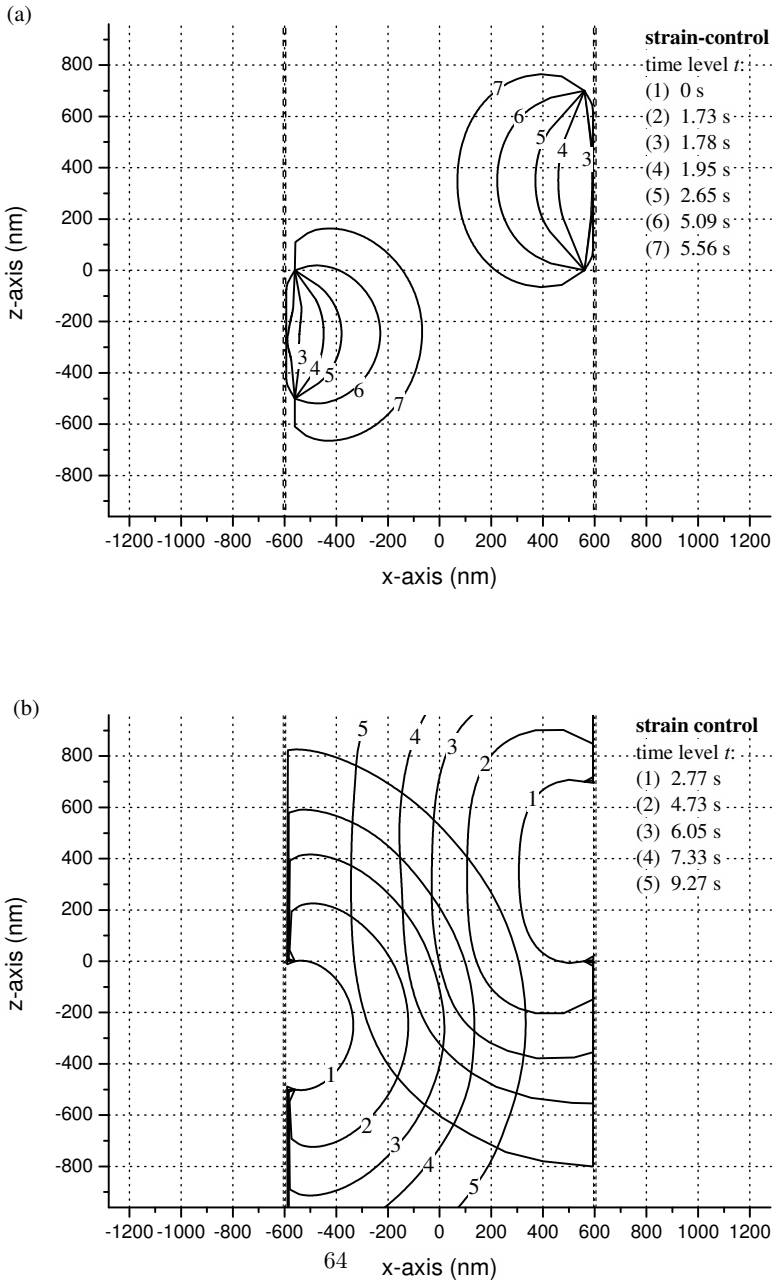 (a)
strain-control
time level t:
(1) 0 s
(2) 1.73 s
(3) 1.78 s
(4) 1.95 s
(5) 2.65 s
(6) 5.09 s
(7) 5.56 s
800
600
400
200
0
-200
-400
-600
-800
z-axis (nm)
7
6
5
4
3
3
4
5
6
7
-1200 -1000 -800 -600 -400 -200 0 200 400 600 800 1000 1200
x-axis (nm)
(b)
strain control
time level t:
(1) 2.77 s
(2) 4.73 s
(3) 6.05 s
(4) 7.33 s
(5) 9.27 s
800
600
400
200
0
-200
-400
-600
-800
z-axis (nm)
5
4
3
2
1
1
2
3
4
5
-1200 -1000 -800 -600 -400 -200 0 200 400 600 800 1000 1200
64
x-axis (nm)